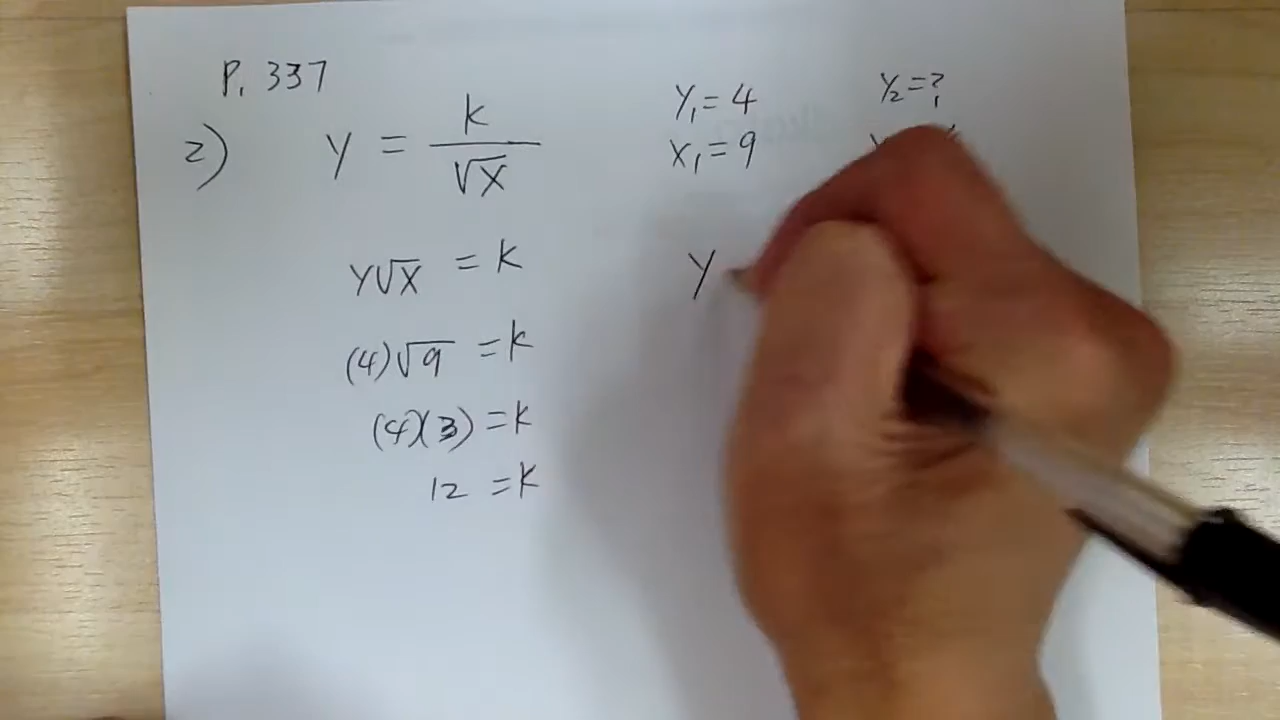 P. 337
2) y = k/√x
y₁ = 4
x₁ = 9
y₂ = ?
y√x = k
(4)√9 = k
(4)(3) = k
12 = k
y